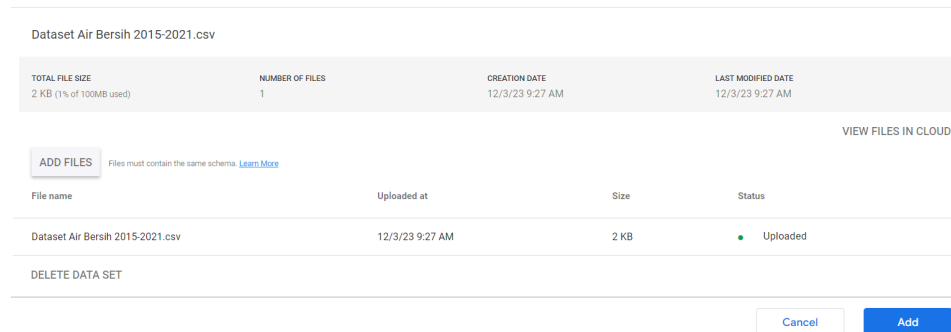 Dataset Air Bersih 2015-2021.csv
TOTAL FILE SIZE NUMBER OF FILES CREATION DATE LAST MODIFIED DATE
2 KB (1% of 100MB used) 1 12/3/23 9:27 AM 12/3/23 9:27 AM
VIEW FILES IN CLOUD
ADD FILES Files must contain the same schema. Learn More
File name Uploaded at Size Status
Dataset Air Bersih 2015-2021.csv 12/3/23 9:27 AM 2 KB Uploaded
DELETE DATA SET
Cancel Add